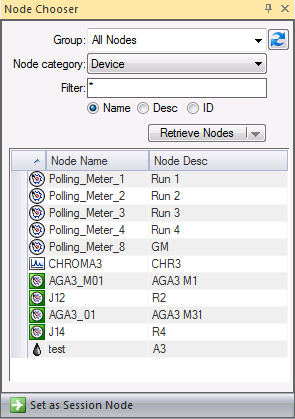 Node Chooser
Group: All Nodes
Node category: Device
Filter: *
Name Desc ID
Retrieve Nodes
Node Name Node Desc
Polling_Meter_1 Run 1
Polling_Meter_2 Run 2
Polling_Meter_3 Run 3
Polling_Meter_4 Run 4
Polling_Meter_8 GM
CHROMA3 CHR3
AGA3_M01 AGA3 M1
J12 R2
AGA3_01 AGA3 M31
J14 R4
test A3
Set as Session Node